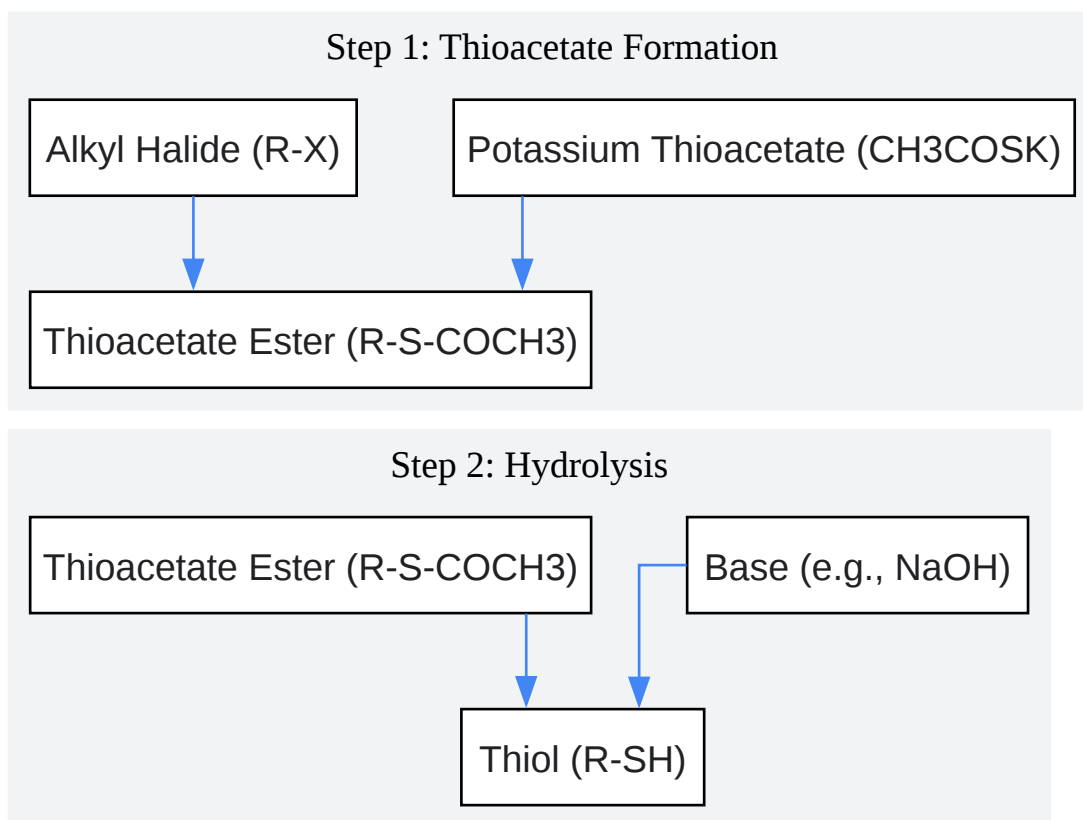 Step 1: Thioacetate Formation
Alkyl Halide (R-X)
Potassium Thioacetate (CH3COSK)
Thioacetate Ester (R-S-COCH3)
Step 2: Hydrolysis
Thioacetate Ester (R-S-COCH3)
Base (e.g., NaOH)
Thiol (R-SH)